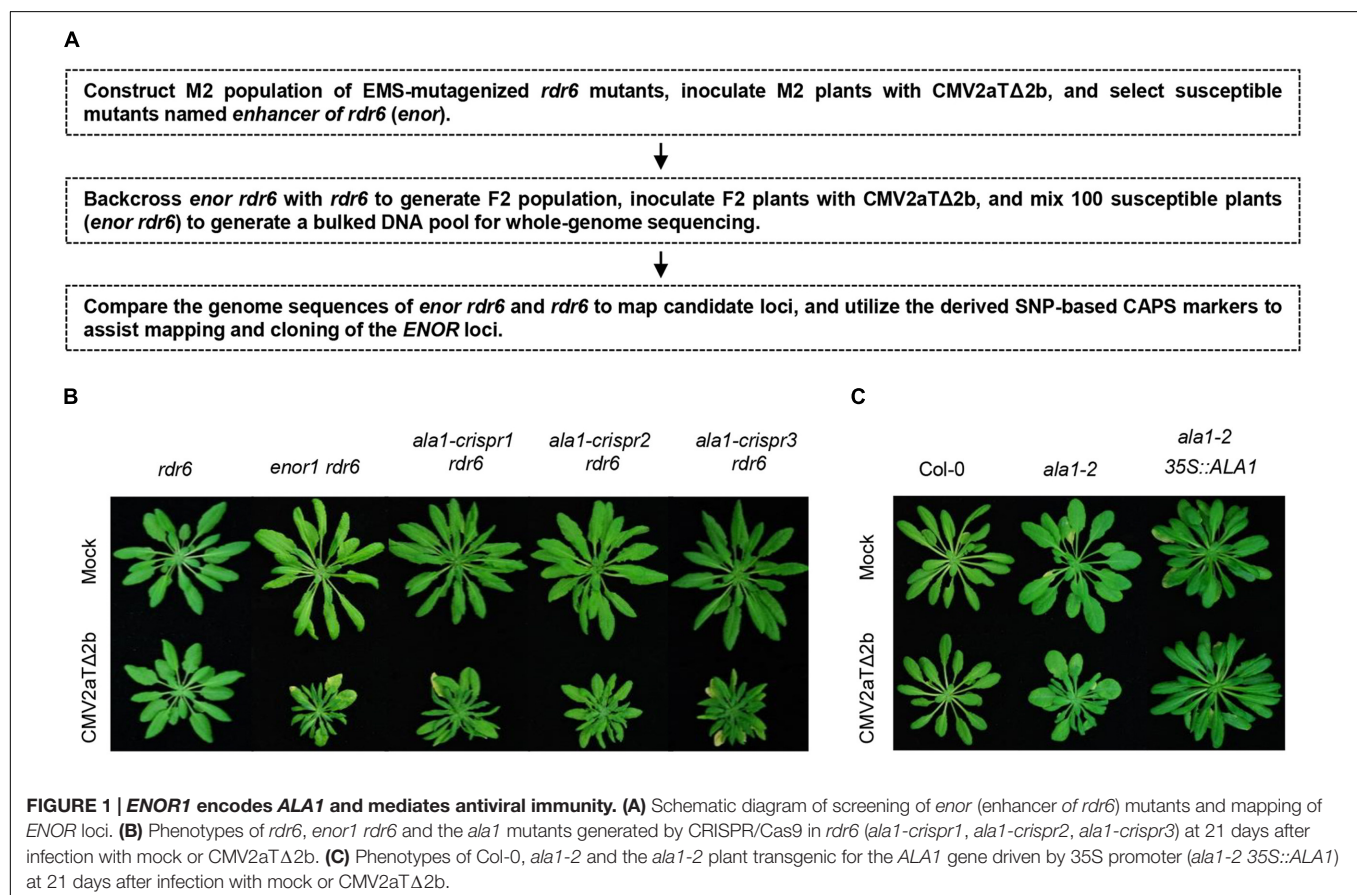 A
Construct M2 population of EMS-mutagenized rdr6 mutants, inoculate M2 plants with CMV2aTΔ2b, and select susceptible
mutants named enhancer of rdr6 (enor).
Backcross enor rdr6 with rdr6 to generate F2 population, inoculate F2 plants with CMV2aTΔ2b, and mix 100 susceptible plants
(enor rdr6) to generate a bulked DNA pool for whole-genome sequencing.
Compare the genome sequences of enor rdr6 and rdr6 to map candidate loci, and utilize the derived SNP-based CAPS markers to
assist mapping and cloning of the ENOR loci.
B
rdr6
enor1 rdr6
ala1-crispr1
rdr6
ala1-crispr2
rdr6
ala1-crispr3
rdr6
Mock
CMV2aTΔ2b
C
Col-0
ala1-2
ala1-2
35S::ALA1
Mock
CMV2aTΔ2b
FIGURE 1 | ENOR1 encodes ALA1 and mediates antiviral immunity. (A) Schematic diagram of screening of enor (enhancer of rdr6) mutants and mapping of
ENOR loci. (B) Phenotypes of rdr6, enor1 rdr6 and the ala1 mutants generated by CRISPR/Cas9 in rdr6 (ala1-crispr1, ala1-crispr2, ala1-crispr3) at 21 days after
infection with mock or CMV2aTΔ2b. (C) Phenotypes of Col-0, ala1-2 and the ala1-2 plant transgenic for the ALA1 gene driven by 35S promoter (ala1-2 35S::ALA1)
at 21 days after infection with mock or CMV2aTΔ2b.